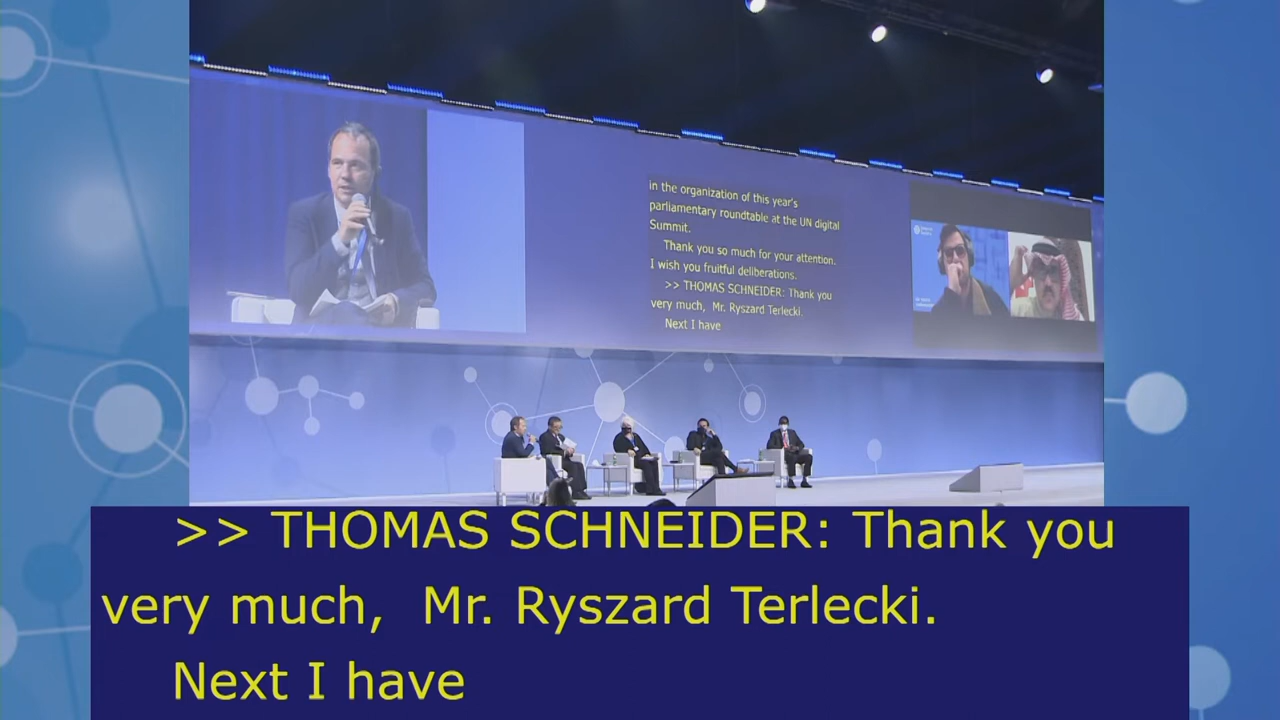 in the organization of this year's
parliamentary roundtable at the UN digital
Summit.
Thank you so much for your attention.
I wish you fruitful deliberations.
>> THOMAS SCHNEIDER: Thank you
very much, Mr. Ryszard Terlecki.
Next I have
>> THOMAS SCHNEIDER: Thank you
very much, Mr. Ryszard Terlecki.
Next I have